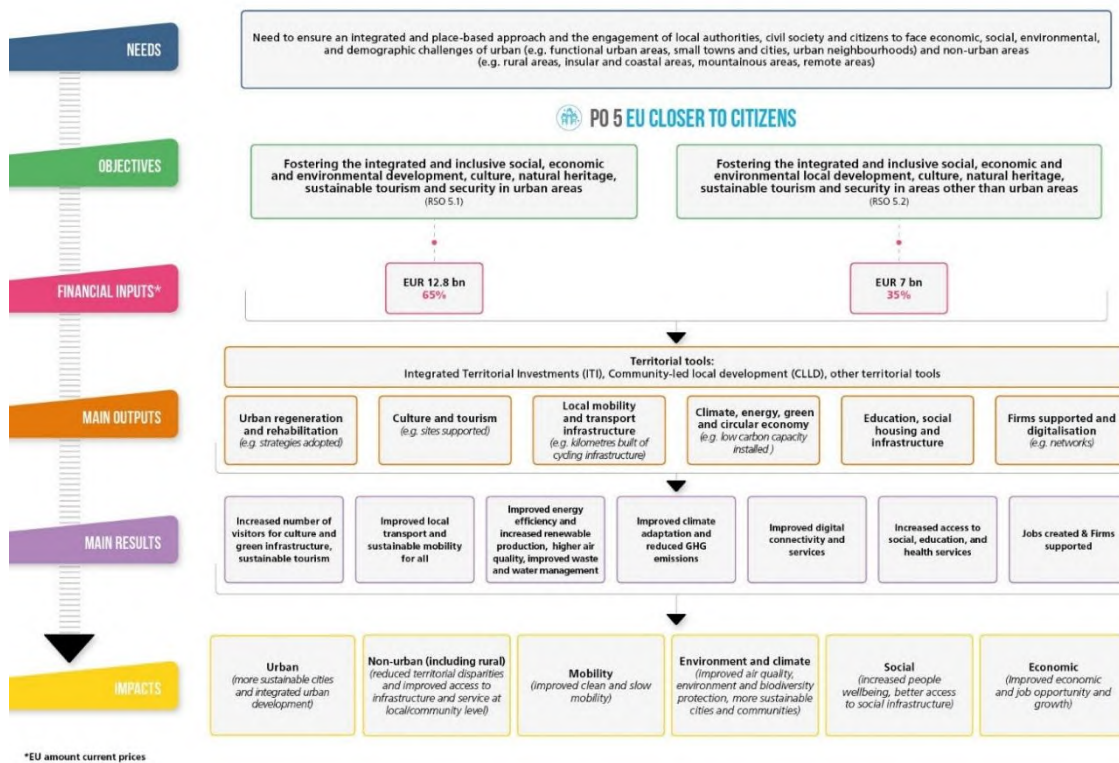 NEEDS
Need to ensure an integrated and place-based approach and the engagement of local authorities, civil society and citizens to face economic, social, environmental,
and demographic challenges of urban (e.g. functional urban areas, small towns and cities, urban neighbourhoods) and non-urban areas
(e.g. rural areas, insular and coastal areas, mountainous areas, remote areas)
PO 5 EU CLOSER TO CITIZENS
OBJECTIVES
Fostering the integrated and inclusive social, economic
and environmental development, culture, natural heritage,
sustainable tourism and security in urban areas
(RSO 5.1)
Fostering the integrated and inclusive social, economic and
environmental local development, culture, natural heritage,
sustainable tourism and security in areas other than urban areas
(RSO 5.2)
FINANCIAL INPUTS*
EUR 12.8 bn
65%
EUR 7 bn
35%
Territorial tools:
Integrated Territorial Investments (ITI), Community-led local development (CLLD), other territorial tools
MAIN OUTPUTS
Urban regeneration
and rehabilitation
(e.g. strategies adopted)
Culture and tourism
(e.g. sites supported)
Local mobility
and transport
infrastructure
(e.g. kilometres built of
cycling infrastructure)
Climate, energy, green
and circular economy
(e.g. low carbon capacity
installed )
Education, social
housing and
infrastructure
Firms supported and
digitalisation
(e.g. networks)
MAIN RESULTS
Increased number of
visitors for culture and
green infrastructure,
sustainable tourism
Improved local
transport and
sustainable mobility
for all
Improved energy
efficiency and
increased renewable
production, higher air
quality, improved waste
and water management
Improved climate
adaptation and
reduced GHG
emissions
Improved digital
connectivity and
services
Increased access to
social, education, and
health services
Jobs created & Firms
supported
IMPACTS
Urban
(more sustainable cities
and integrated urban
development)
Non-urban (including rural)
(reduced territorial disparities
and improved access to
infrastructure and service at
local/community level)
Mobility
(improved clean and slow
mobility)
Environment and climate
(improved air quality,
environment and biodiversity
protection, more sustainable
cities and communities)
Social
(increased people
wellbeing, better access
to social infrastructure)
Economic
(Improved economic
and job opportunity and
growth)
*EU amount current prices